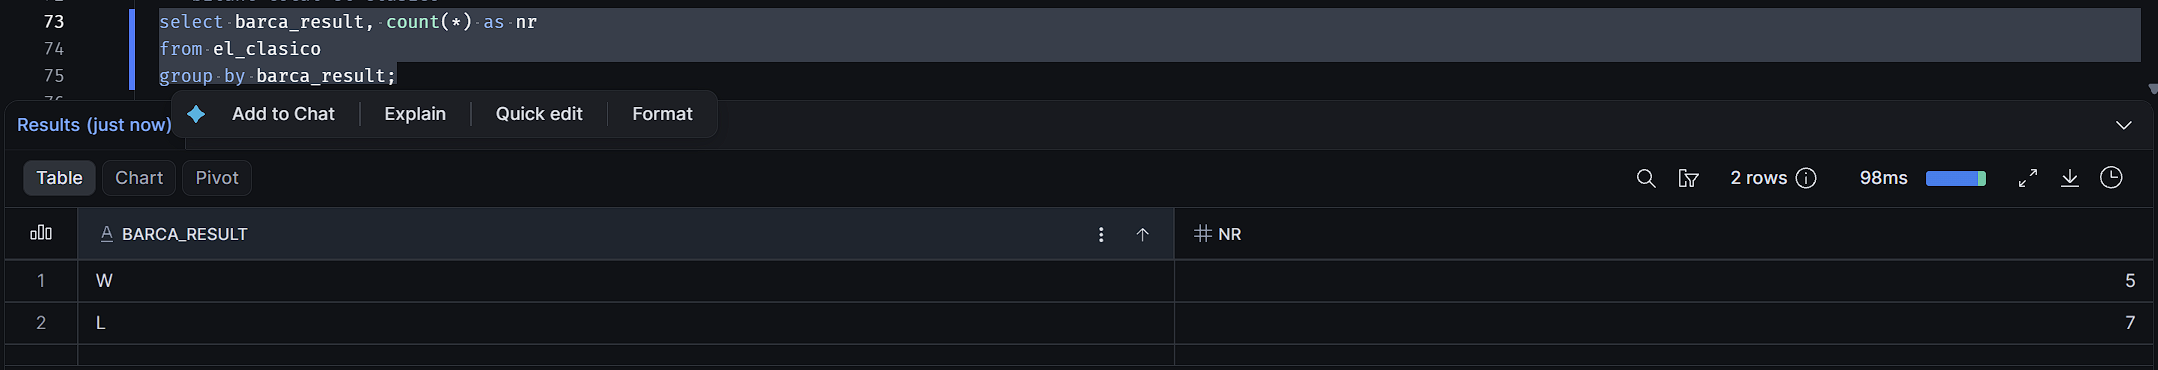 73 select barca_result, count(*) as nr
74 from el_clasico
75 group by barca_result;
Add to Chat Explain Quick edit Format
Results (just now)
Table Chart Pivot 2 rows 98ms
BARCA_RESULT NR
1 W 5
2 L 7